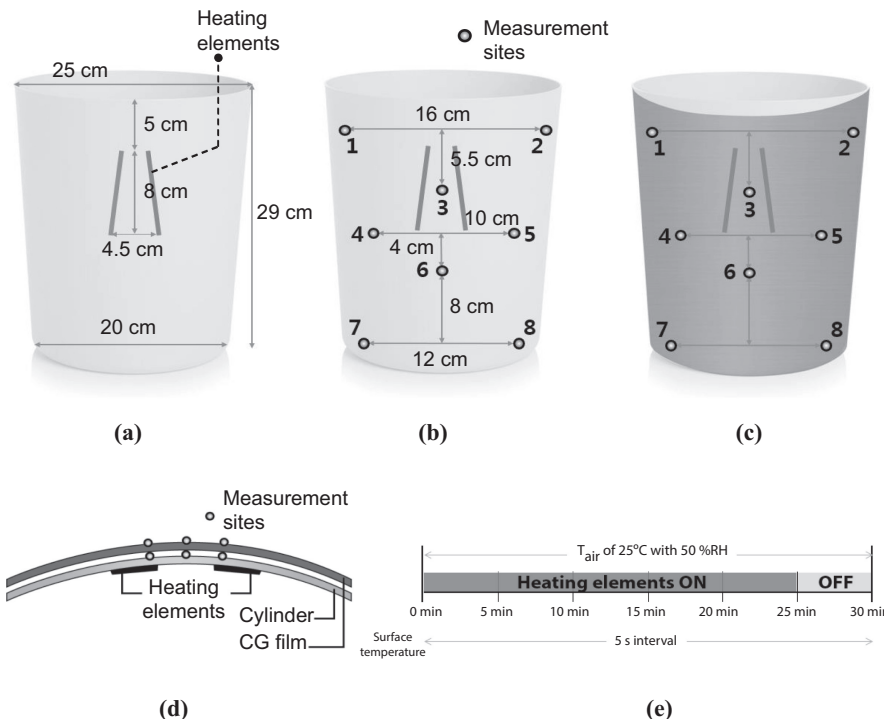 Heating
elements
25 cm
5 cm
8 cm
4.5 cm
29 cm
20 cm
(a)
Measurement
sites
16 cm
1
2
5.5 cm
3
10 cm
4
5
4 cm
6
8 cm
7
8
12 cm
(b)
1
2
3
4
5
6
7
8
(c)
Measurement
sites
Heating
elements
Cylinder
CG film
(d)
Tair of 25°C with 50 %RH
Heating elements ON
OFF
0 min
5 min
10 min
15 min
20 min
25 min
30 min
Surface
temperature
5 s interval
(e)